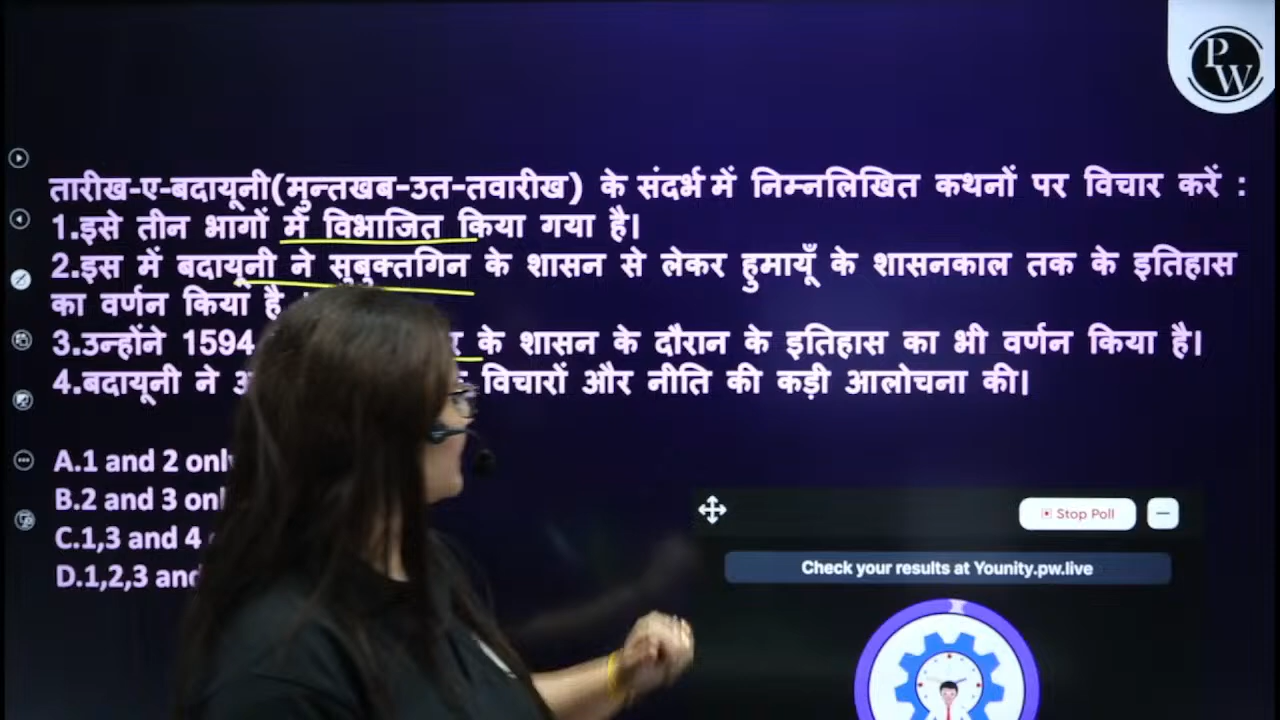 PW
तारीख-ए-बदायूनी(मुन्तखब-उत-तवारीख) के संदर्भ में निम्नलिखित कथनों पर विचार करें :
1.इसे तीन भागों में विभाजित किया गया है।
2.इस में बदायूनी ने सुबुक्तगिन के शासन से लेकर हुमायूँ के शासनकाल तक के इतिहास
का वर्णन किया है
3.उन्होंने 1594 के शासन के दौरान के इतिहास का भी वर्णन किया है।
4.बदायूनी ने विचारों और नीति की कड़ी आलोचना की।
A.1 and 2 only
B.2 and 3 only
C.1,3 and 4
D.1,2,3 and
Stop Poll
Check your results at Younity.pw.live